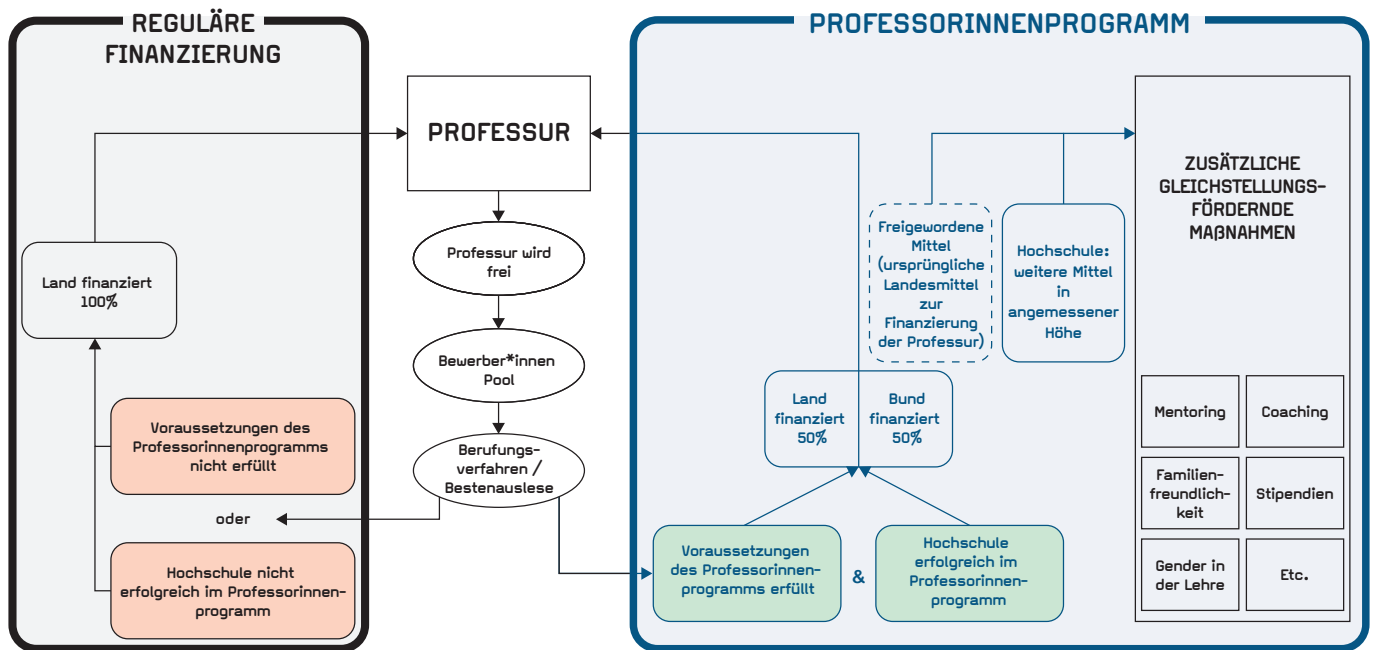 REGULÄRE
FINANZIERUNG
Land finanziert
100%
Voraussetzungen des
Professorinnenprogramms
nicht erfüllt
oder
Hochschule nicht
erfolgreich im Professorinnen-
programm
PROFESSUR
Professur wird
frei
Bewerber*innen
Pool
Berufungs-
verfahren /
Bestenauslese
PROFESSORINNENPROGRAMM
Freigewordene
Mittel
(ursprüngliche
Landesmittel
zur
Finanzierung
der Professur)
Hochschule:
weitere Mittel
in
angemessener
Höhe
Land
finanziert
50%
Bund
finanziert
50%
Voraussetzungen
des Professorinnen-
programms erfüllt
&
Hochschule
erfolgreich im
Professorinnen-
programm
ZUSÄTZLICHE
GLEICHSTELLUNGS-
FÖRDERNDE
MAßNAHMEN
Mentoring
Coaching
Familien-
freundlich-
keit
Stipendien
Gender in
der Lehre
Etc.